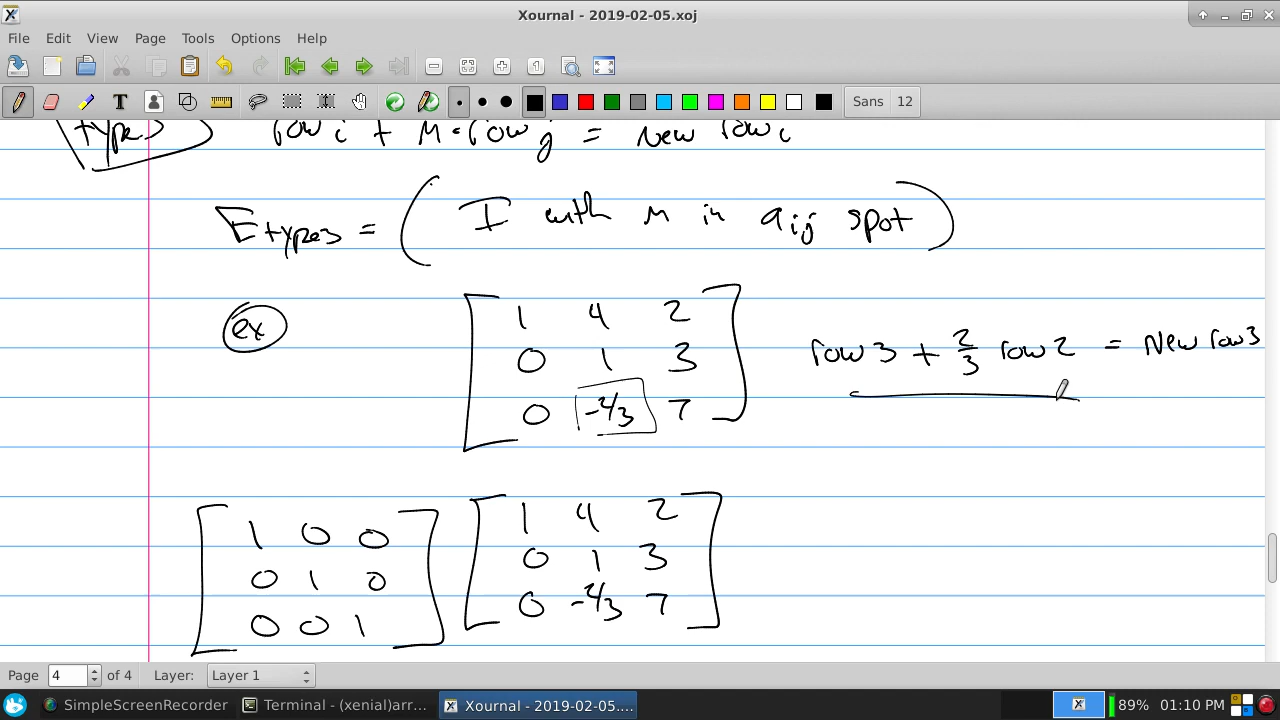 Xournal - 2019-02-05.xoj
File Edit View Page Tools Options Help
Sans 12
types row i + M · row j = New row i
E types = ( I with M in aij spot )
ex
1 4 2
0 1 3
0 -2/3 7
row 3 + 2/3 row 2 = New row 3
1 0 0
0 1 0
0 0 1
1 4 2
0 1 3
0 -2/3 7
Page 4 of 4 Layer: Layer 1
SimpleScreenRecorder Terminal - (xenial)arr... Xournal - 2019-02-05.... 89% 01:10 PM